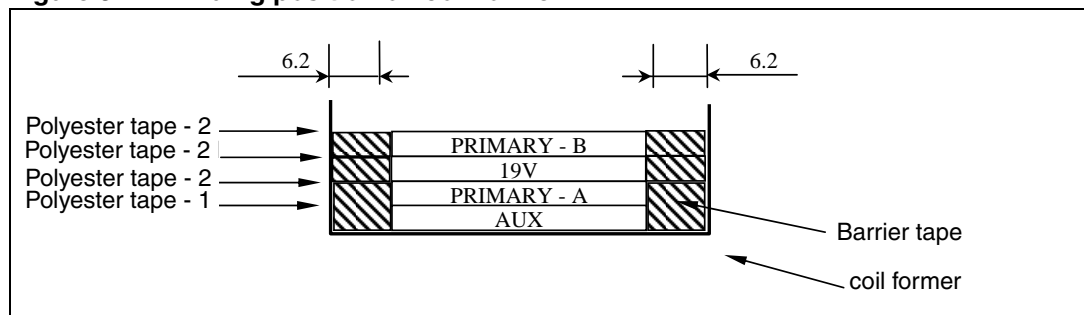 6.2
6.2
Polyester tape - 2
Polyester tape - 2
Polyester tape - 2
Polyester tape - 1
PRIMARY - B
19V
PRIMARY - A
AUX
Barrier tape
coil former